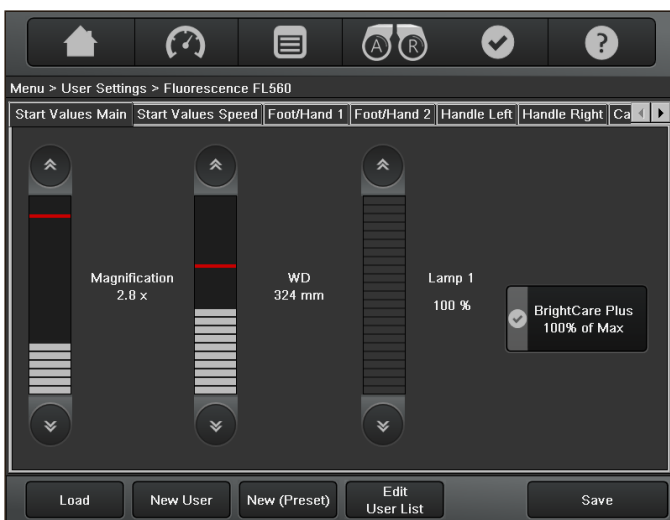 A R ?
Menu > User Settings > Fluorescence FL560
Start Values Main Start Values Speed Foot/Hand 1 Foot/Hand 2 Handle Left Handle Right Ca
Magnification
2.8 x
WD
324 mm
Lamp 1
100 %
BrightCare Plus
100% of Max
Load New User New (Preset) Edit
User List Save